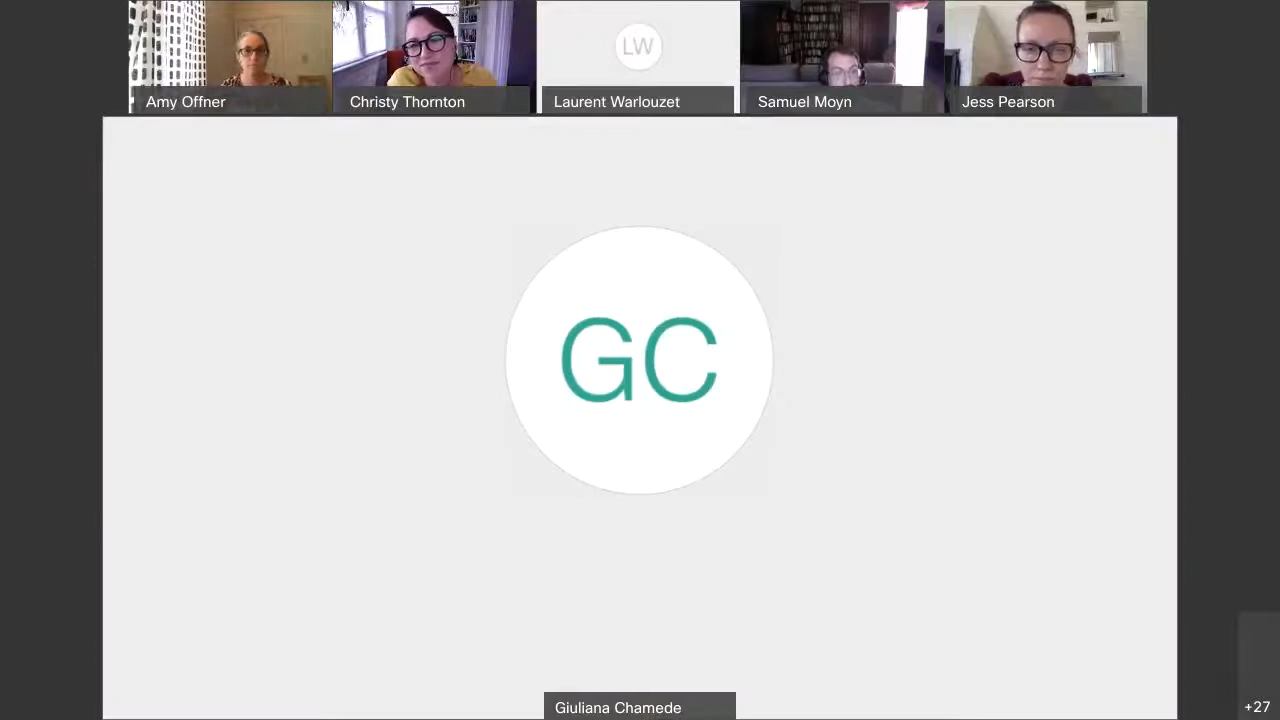 LW
Amy Offner
Christy Thornton
Laurent Warlouzet
Samuel Moyn
Jess Pearson
GC
Giuliana Chamede
+27